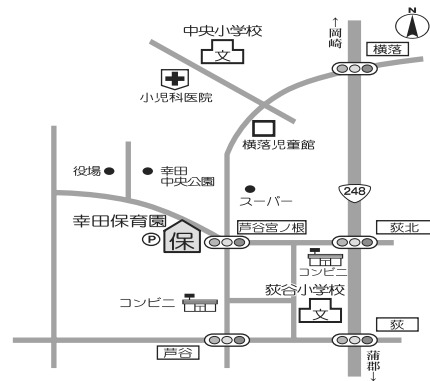 N
←岡崎
中央小学校
文
横落
小児科医院
横落児童館
役場
幸田
中央公園
スーパー
248
幸田保育園
P
保
芦谷宮ノ根
荻北
コンビニ
荻谷小学校
文
コンビニ
荻
芦谷
蒲郡→